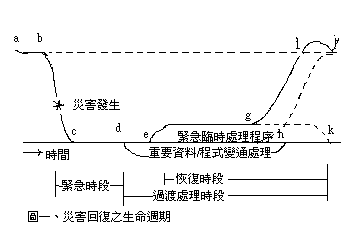 a b l j
災害發生
g
緊急臨時處理程序
c d e h k
時間
重要資料/程式變通處理
恢復時段
緊急時段
過渡處理時段
圖一、災害回復之生命週期